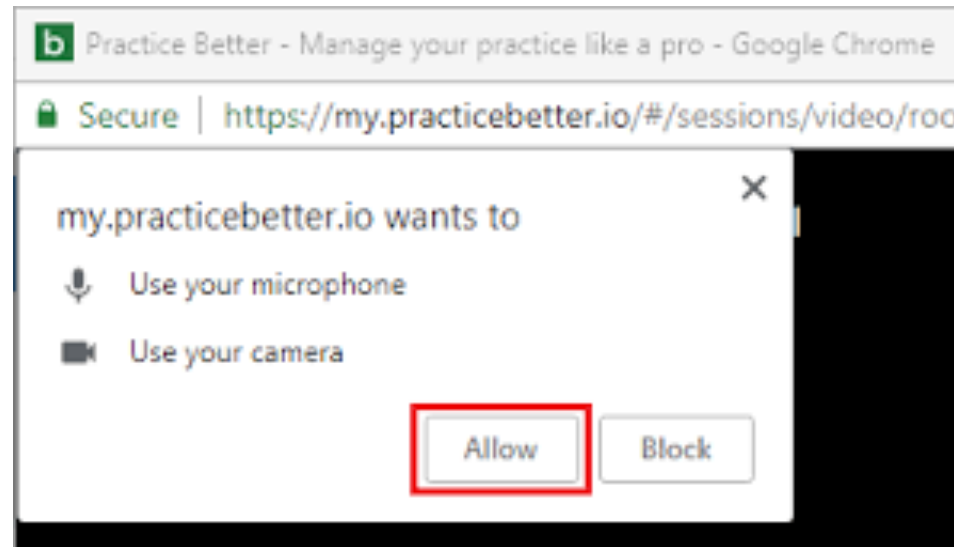 b Practice Better - Manage your practice like a pro - Google Chrome
Secure | https://my.practicebetter.io/#/sessions/video/roo
my.practicebetter.io wants to
Use your microphone
Use your camera
Allow Block